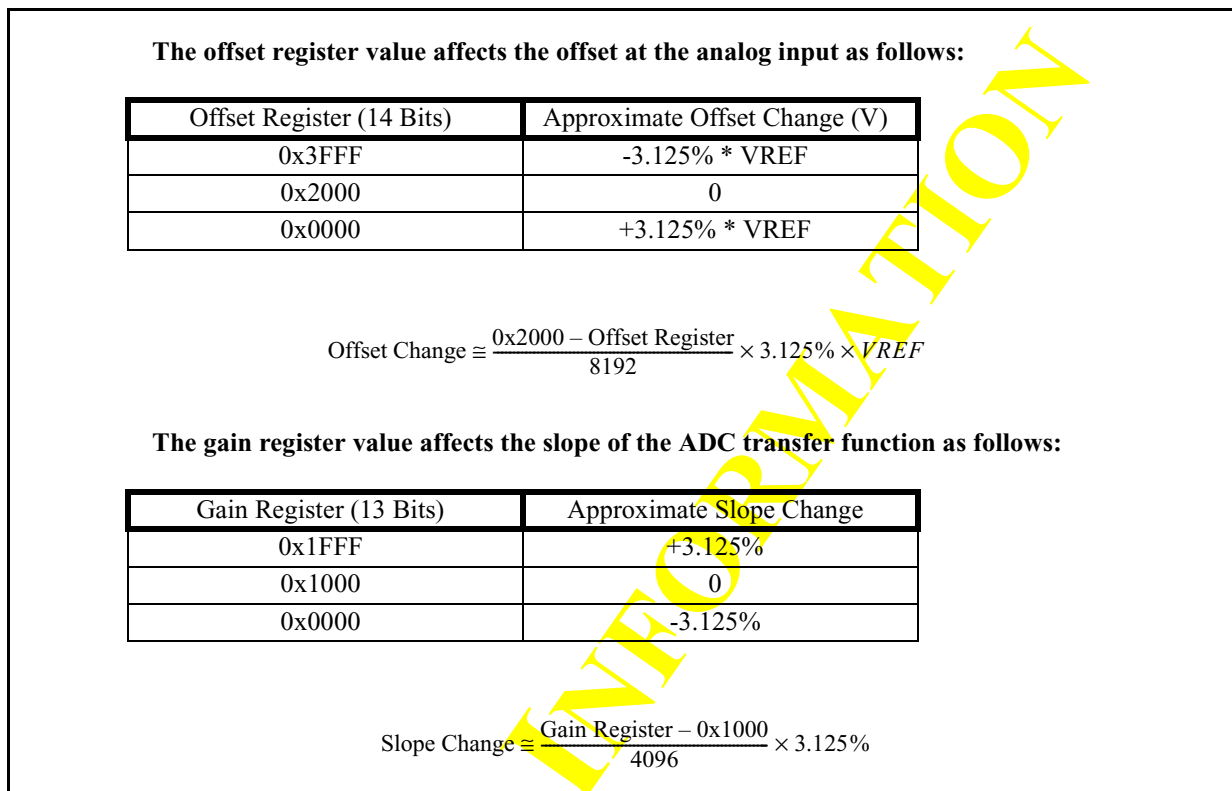 The offset register value affects the offset at the analog input as follows:
Offset Register (14 Bits) Approximate Offset Change (V)
0x3FFF -3.125% * VREF
0x2000 0
0x0000 +3.125% * VREF
Offset Change ≅ 0x2000 – Offset Register / 8192 × 3.125% × VREF
The gain register value affects the slope of the ADC transfer function as follows:
Gain Register (13 Bits) Approximate Slope Change
0x1FFF +3.125%
0x1000 0
0x0000 -3.125%
Slope Change ≅ Gain Register – 0x1000 / 4096 × 3.125%
INFORMATION